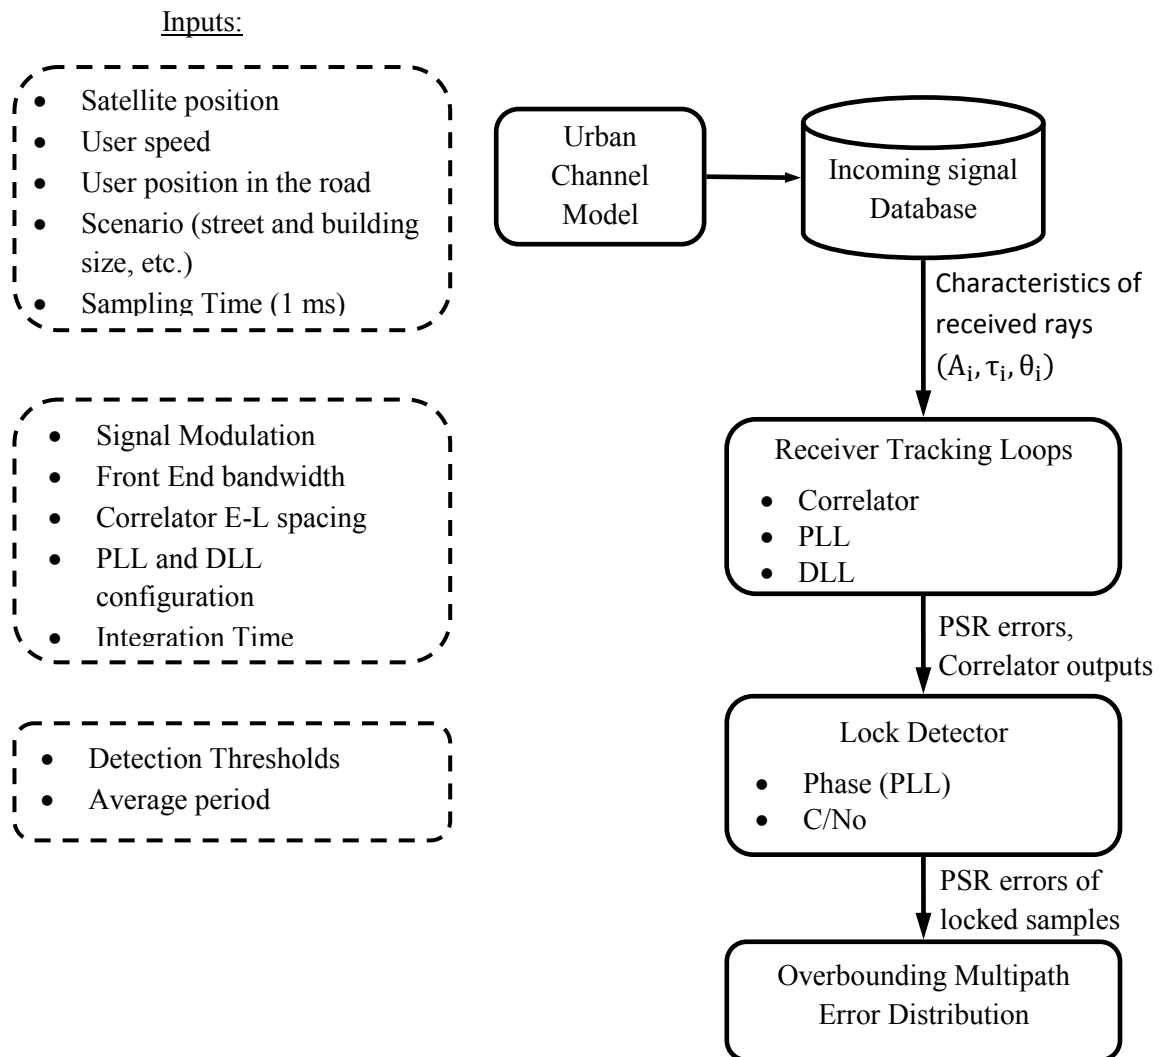 Inputs:
• Satellite position
• User speed
• User position in the road
• Scenario (street and building
size, etc.)
• Sampling Time (1 ms)
Urban
Channel
Model
Incoming signal
Database
Characteristics of
received rays
(Aᵢ, τᵢ, θᵢ)
• Signal Modulation
• Front End bandwidth
• Correlator E-L spacing
• PLL and DLL
configuration
• Integration Time
Receiver Tracking Loops
• Correlator
• PLL
• DLL
PSR errors,
Correlator outputs
• Detection Thresholds
• Average period
Lock Detector
• Phase (PLL)
• C/No
PSR errors of
locked samples
Overbounding Multipath
Error Distribution